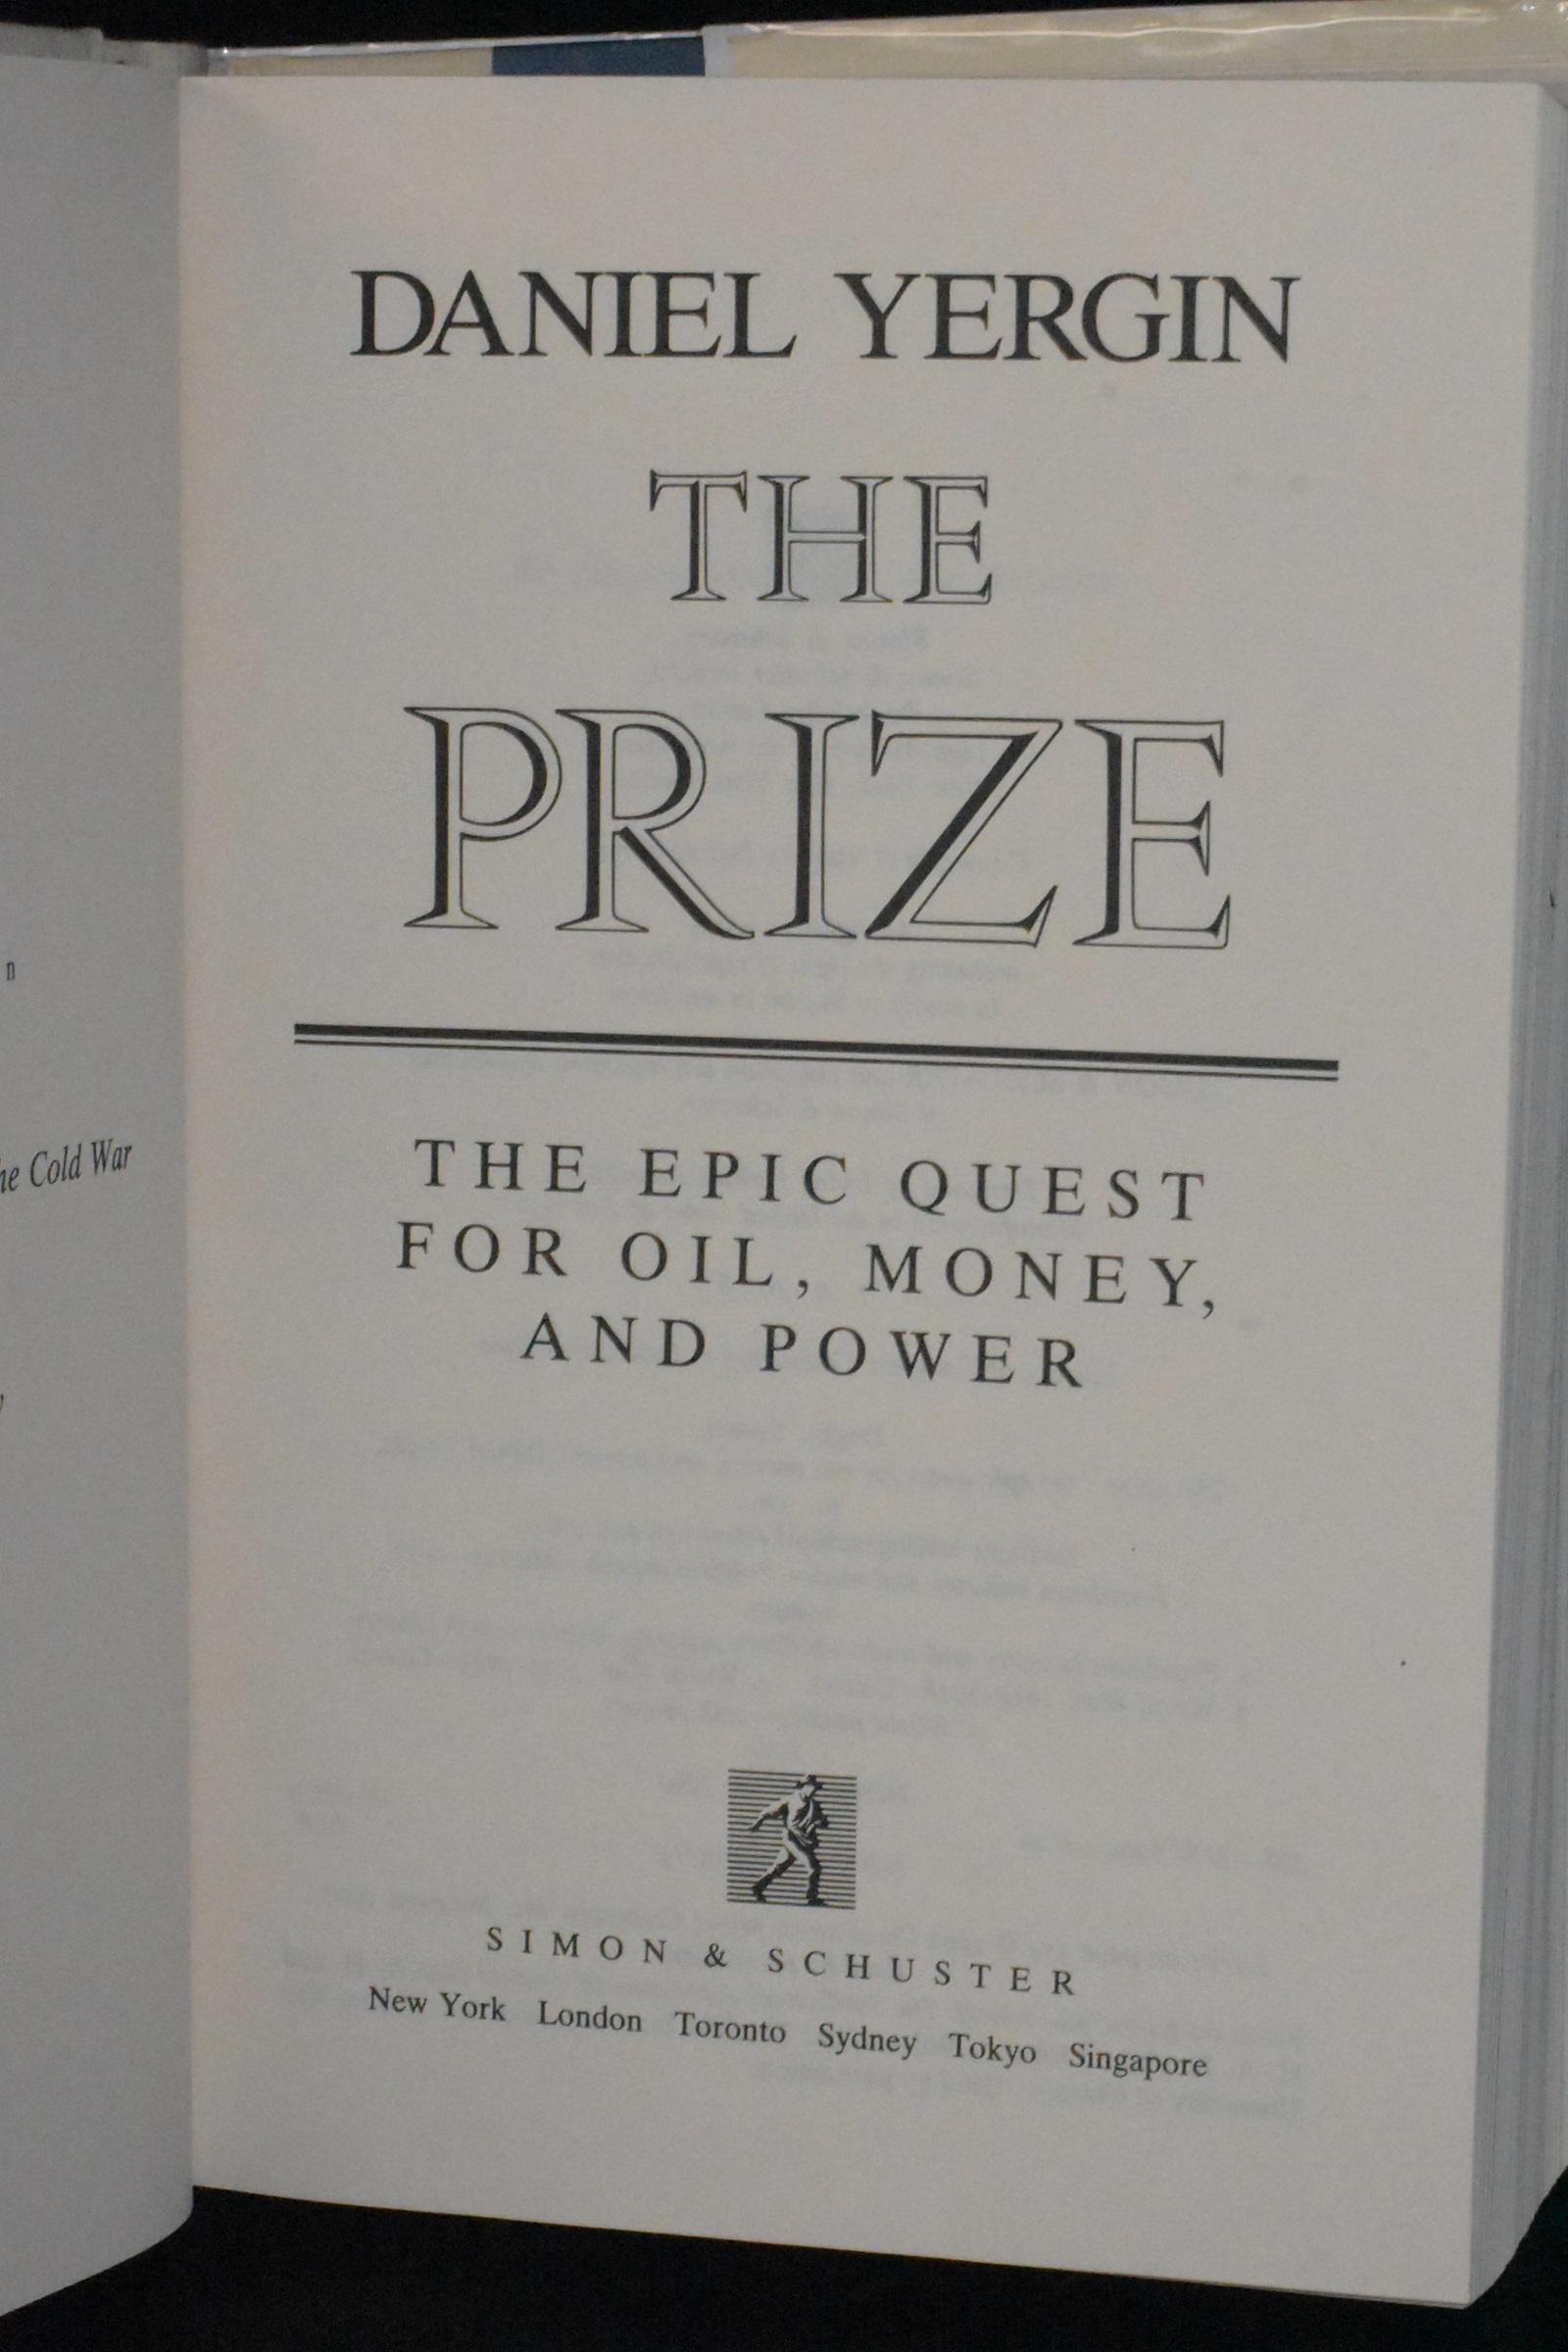 n
he Cold War
DANIEL YERGIN
THE
PRIZE
THE EPIC QUEST
FOR OIL, MONEY,
AND POWER
SIMON & SCHUSTER
New York London Toronto Sydney Tokyo Singapore